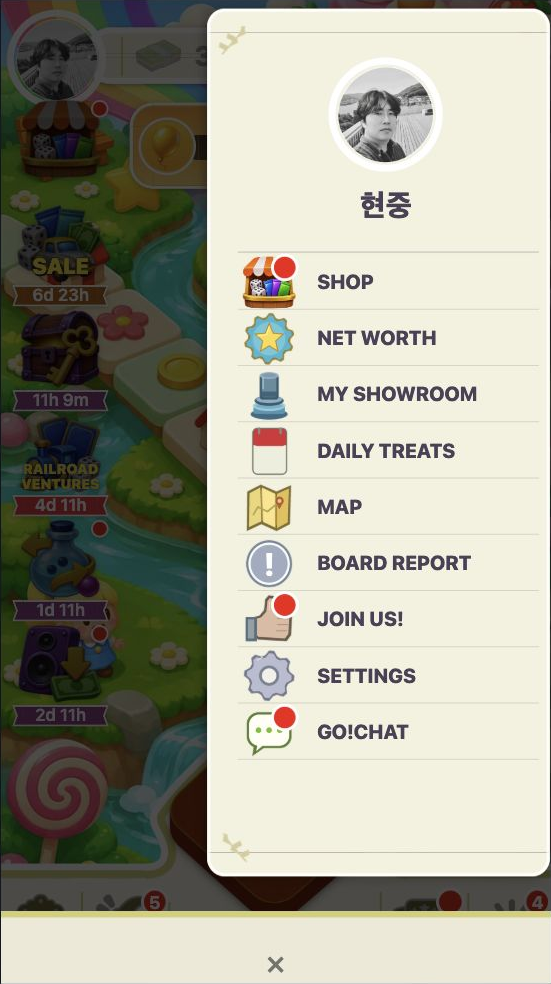 3
SALE
6d 23h
11h 9m
RAILROAD
VENTURES
4d 11h
1d 11h
2d 11h
현중
SHOP
NET WORTH
MY SHOWROOM
DAILY TREATS
MAP
BOARD REPORT
JOIN US!
SETTINGS
GO!CHAT
5
4